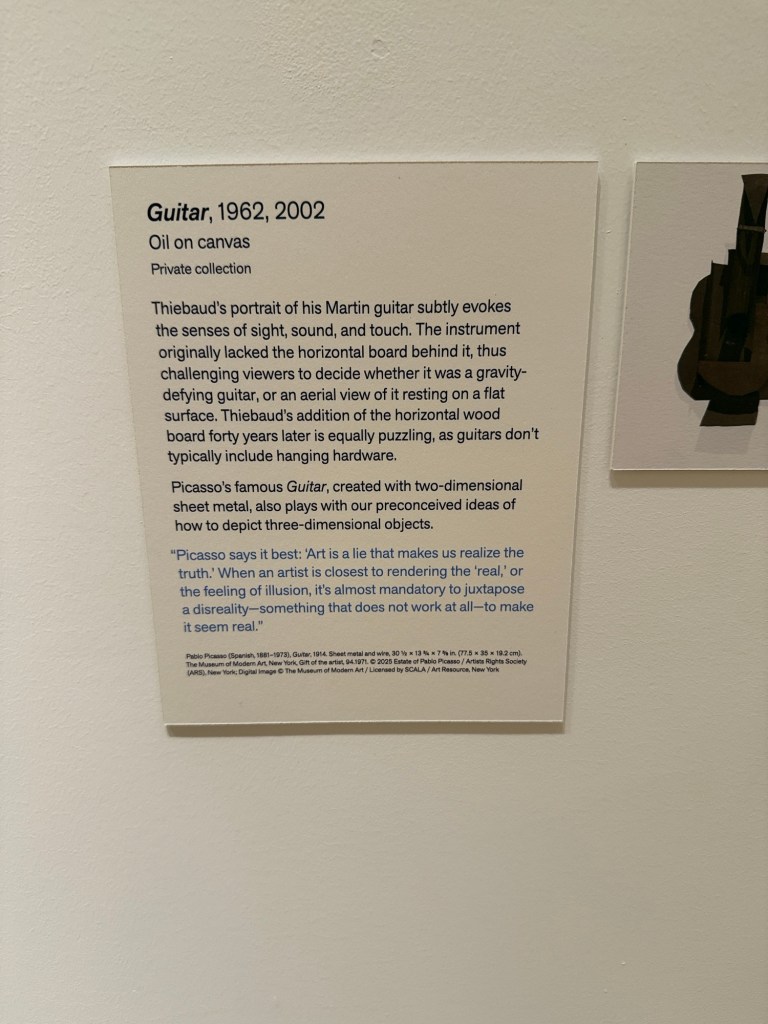 Guitar, 1962, 2002
Oil on canvas
Private collection
Thiebaud’s portrait of his Martin guitar subtly evokes
the senses of sight, sound, and touch. The instrument
originally lacked the horizontal board behind it, thus
challenging viewers to decide whether it was a gravity-
defying guitar, or an aerial view of it resting on a flat
surface. Thiebaud’s addition of the horizontal wood
board forty years later is equally puzzling, as guitars don’t
typically include hanging hardware.
Picasso’s famous Guitar, created with two-dimensional
sheet metal, also plays with our preconceived ideas of
how to depict three-dimensional objects.
“Picasso says it best: ‘Art is a lie that makes us realize the
truth.’ When an artist is closest to rendering the ‘real,’ or
the feeling of illusion, it’s almost mandatory to juxtapose
a disreality—something that does not work at all—to make
it seem real.”
Pablo Picasso (Spanish, 1881–1973), Guitar, 1914. Sheet metal and wire, 30 ½ × 13 ¾ × 7 ⅝ in. (77.5 × 35 × 19.2 cm).
The Museum of Modern Art, New York, Gift of the artist, 94.1971. © 2025 Estate of Pablo Picasso / Artists Rights Society
(ARS), New York; Digital Image © The Museum of Modern Art / Licensed by SCALA / Art Resource, New York